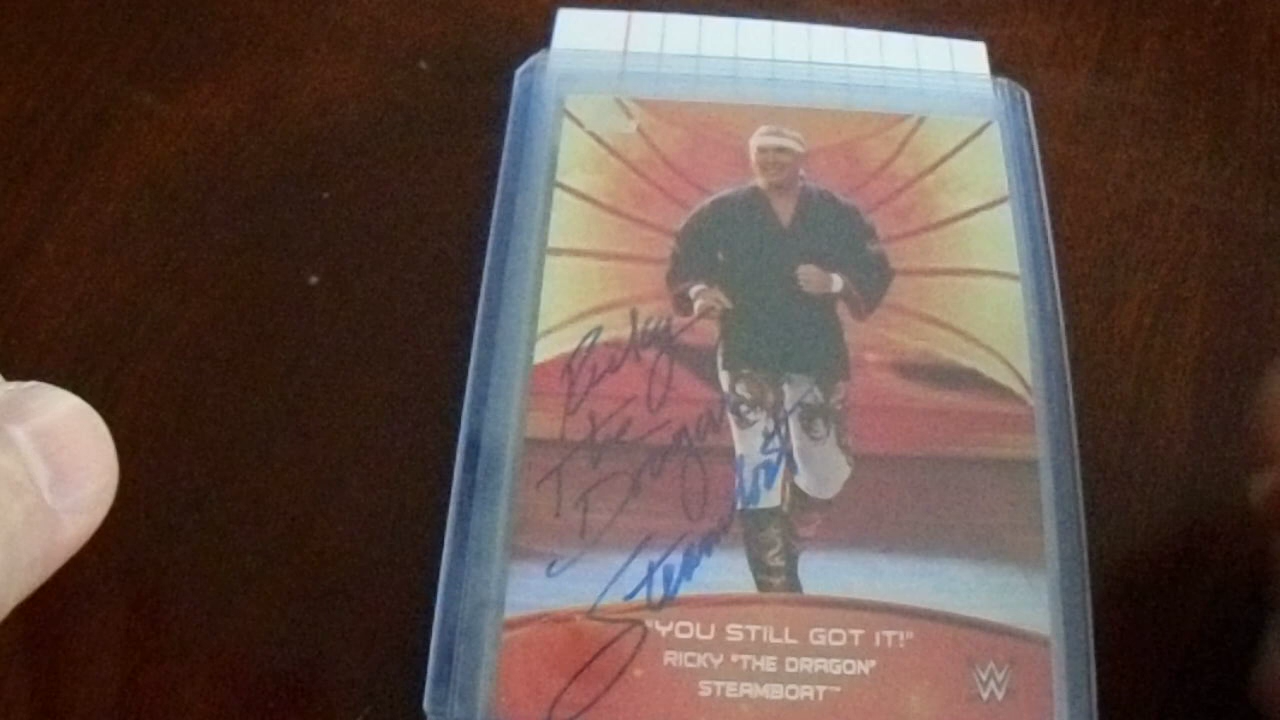 Ricky
The
Dragon
Steamboat
"YOU STILL GOT IT!"
RICKY "THE DRAGON"
STEAMBOAT™
W